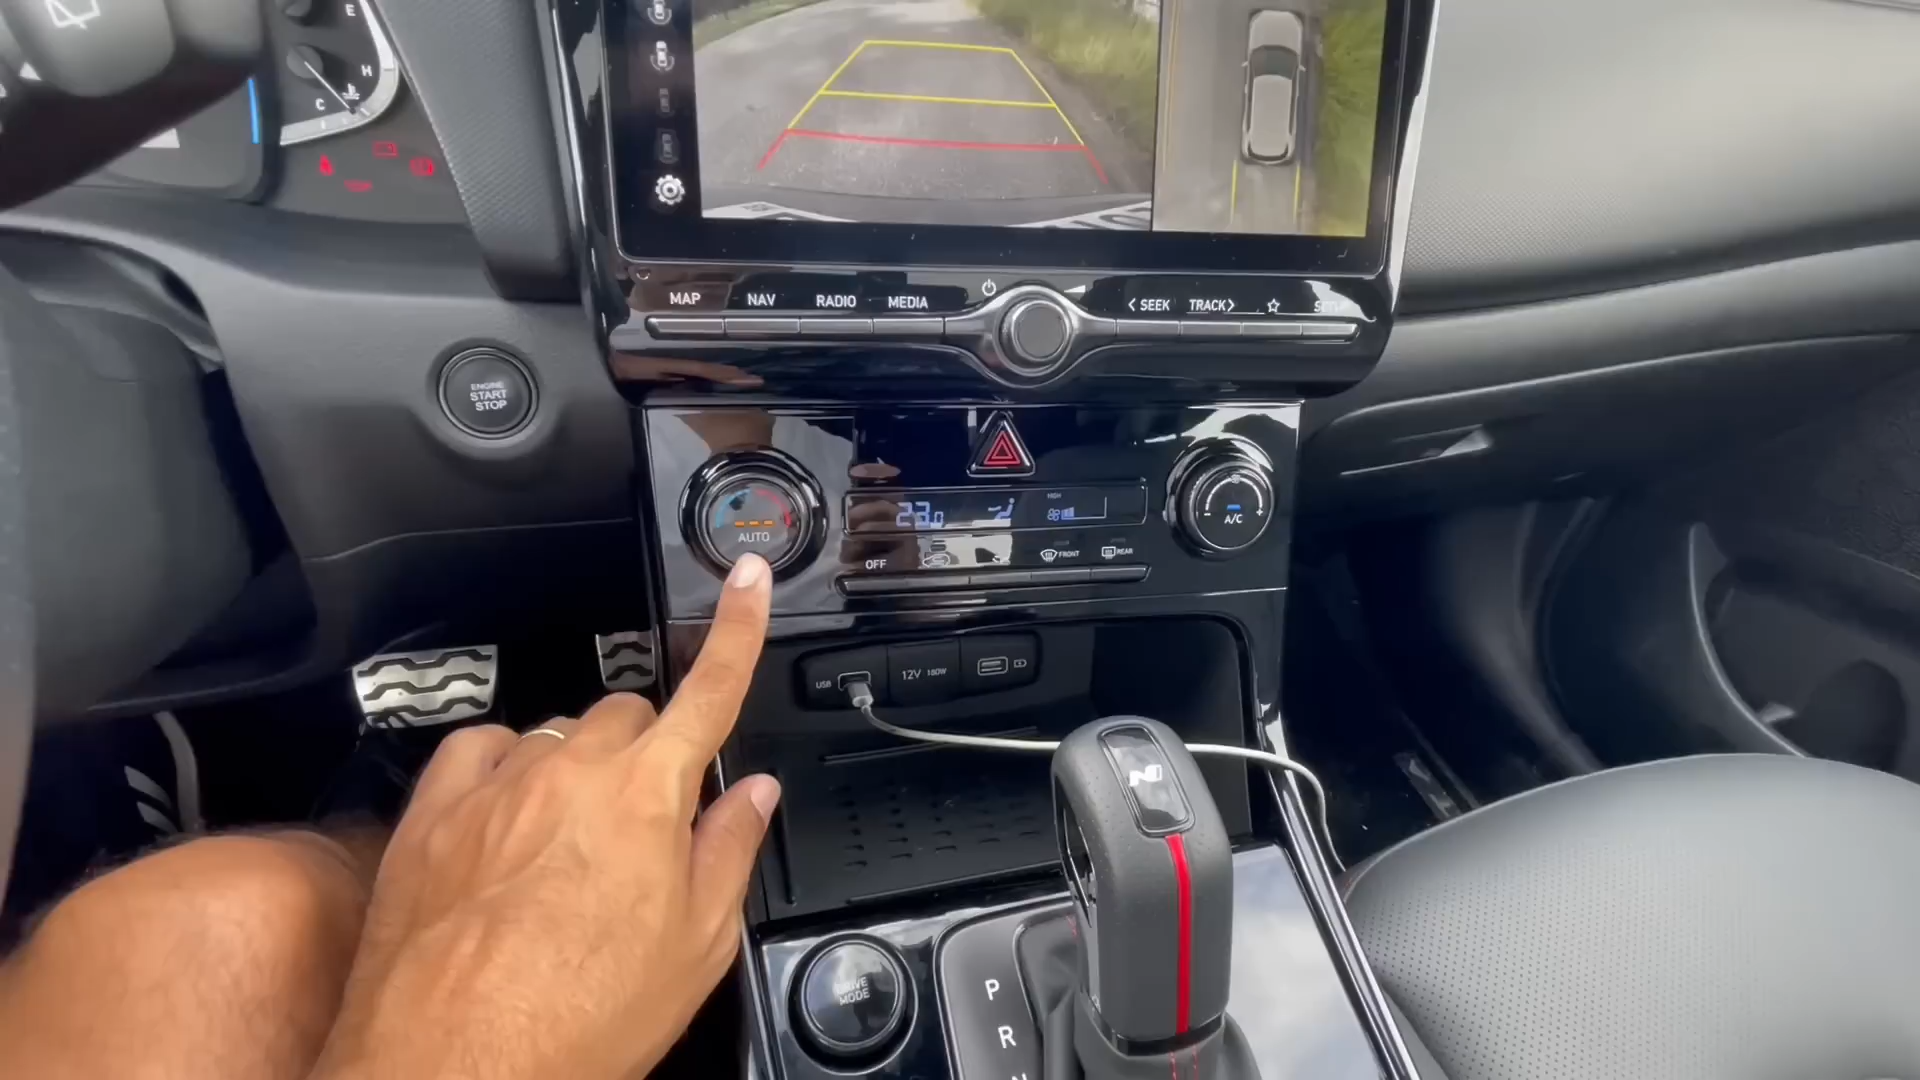 E
H
C
MAP NAV RADIO MEDIA < SEEK TRACK >
ENGINE
START
STOP
AUTO
23.0
HIGH
A/C
- +
OFF FRONT REAR
USB 12V 180W
N
DRIVE
MODE
P
R
N